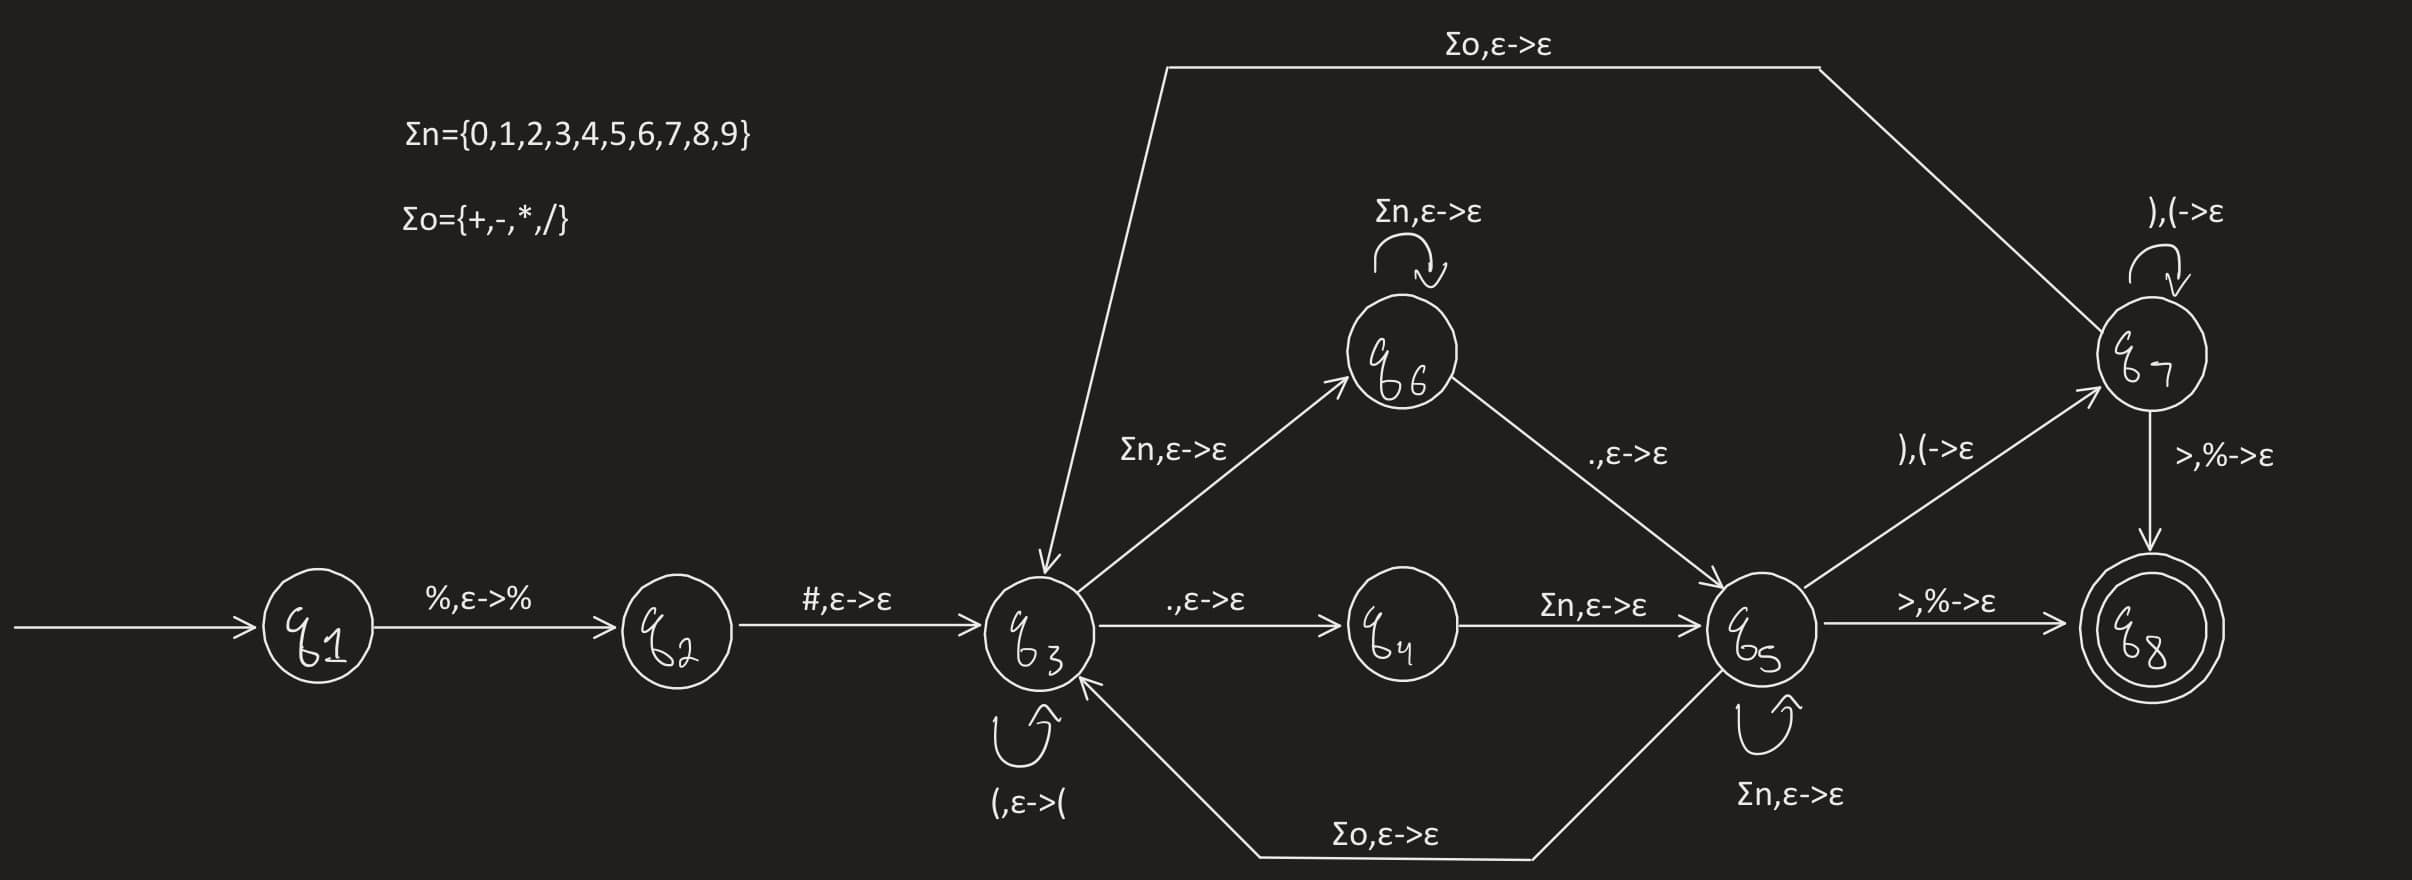 Σo,ε->ε
Σn={0,1,2,3,4,5,6,7,8,9}
Σo={+,-,*,/}
Σn,ε->ε
),(->ε
q6
q7
Σn,ε->ε
.,ε->ε
),(->ε
>,%->ε
%,ε->%
#,ε->ε
.,ε->ε
Σn,ε->ε
>,%->ε
q1
q2
q3
q4
q5
q8
(,ε->(
Σn,ε->ε
Σo,ε->ε